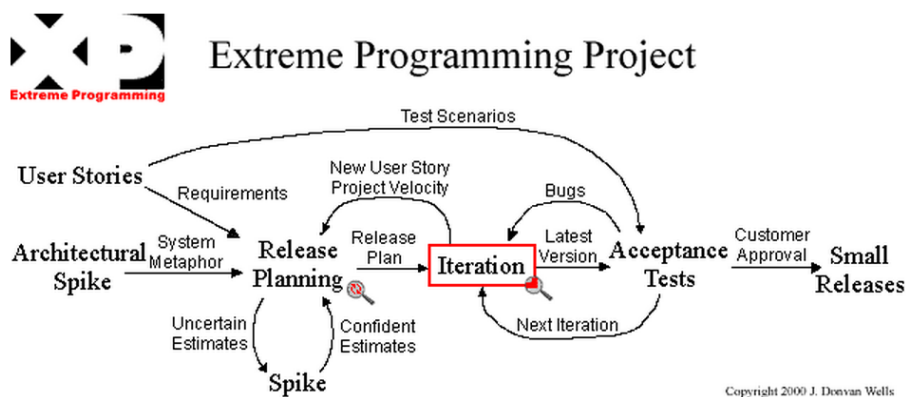 XP
Extreme Programming
Extreme Programming Project
Test Scenarios
User Stories
Requirements
New User Story
Project Velocity
Bugs
Architectural
Spike
System
Metaphor
Release
Planning
Release
Plan
Iteration
Latest
Version
Acceptance
Tests
Customer
Approval
Small
Releases
Uncertain
Estimates
Confident
Estimates
Next Iteration
Spike
Copyright 2000 J. Donvan Wells